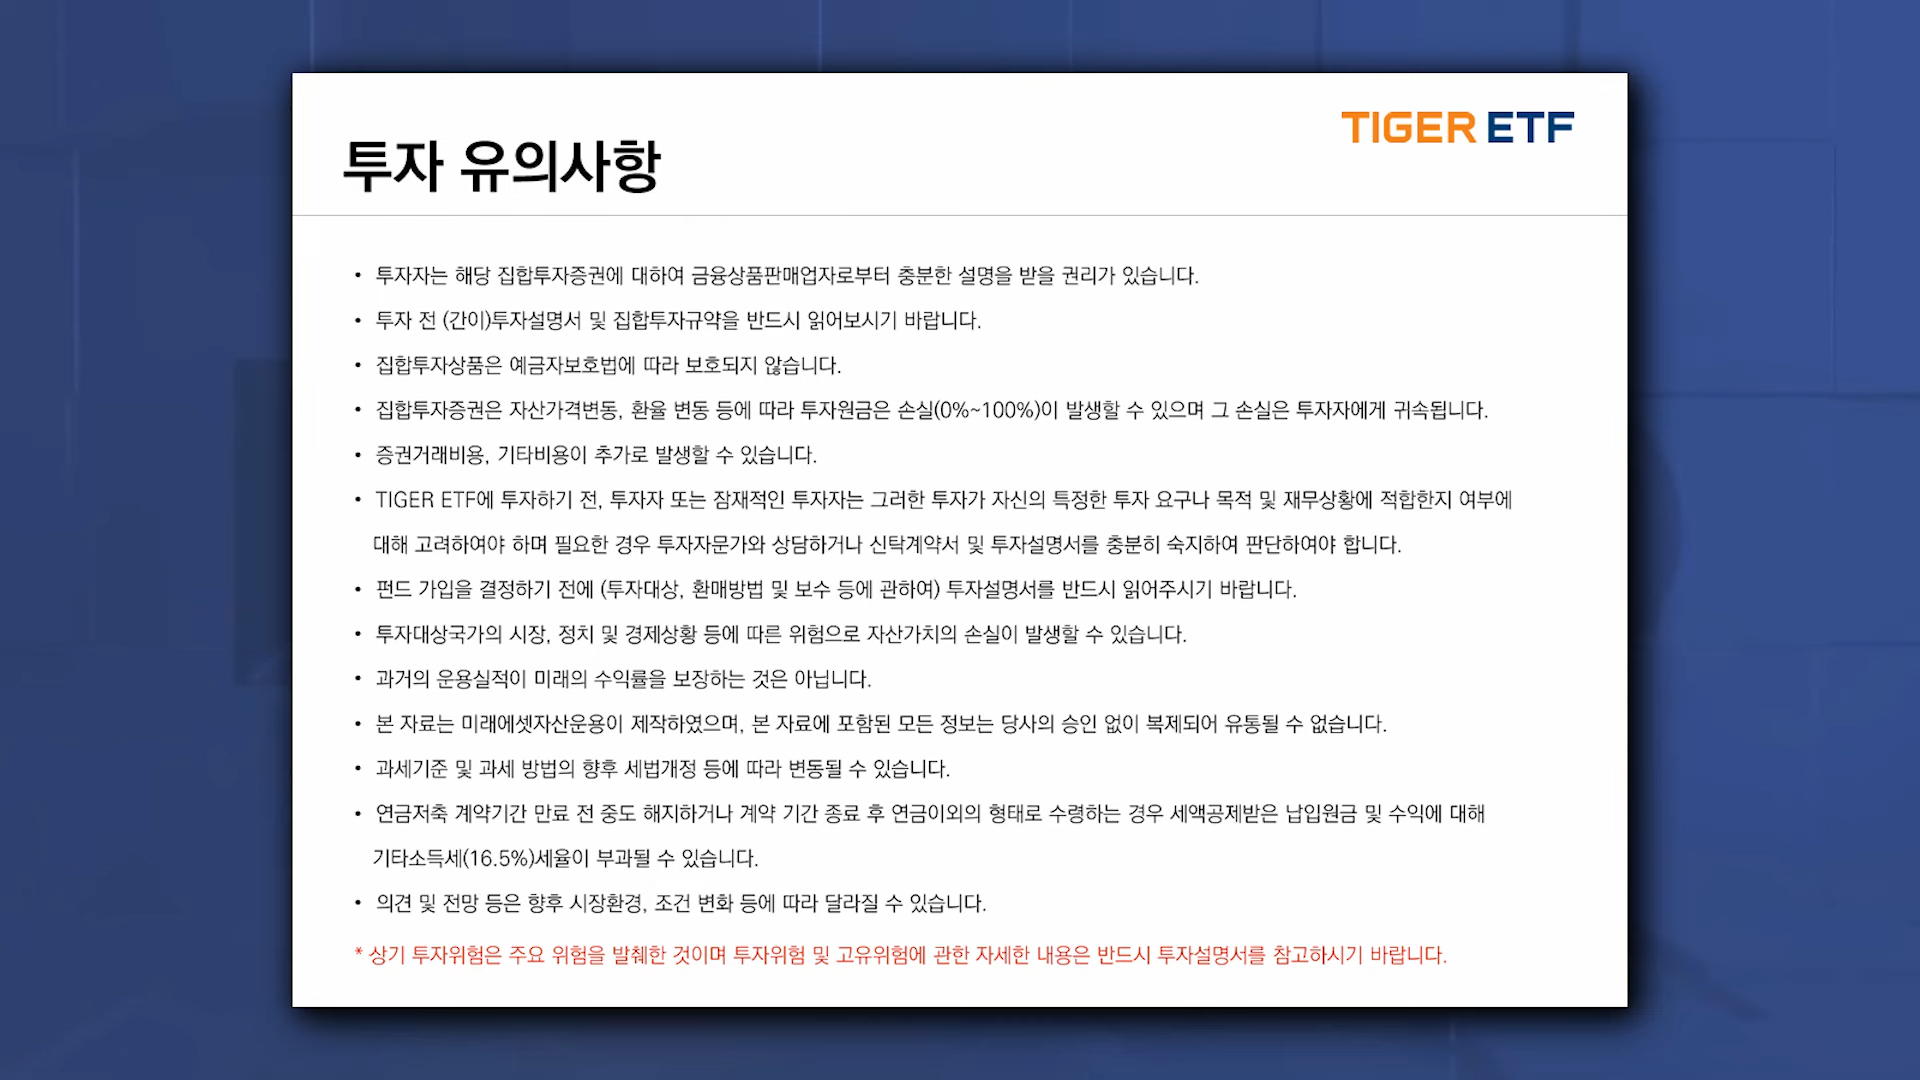 TIGER ETF
투자 유의사항
• 투자자는 해당 집합투자증권에 대하여 금융상품판매업자로부터 충분한 설명을 받을 권리가 있습니다.
• 투자 전 (간이)투자설명서 및 집합투자규약을 반드시 읽어보시기 바랍니다.
• 집합투자상품은 예금자보호법에 따라 보호되지 않습니다.
• 집합투자증권은 자산가격변동, 환율 변동 등에 따라 투자원금은 손실(0%~100%)이 발생할 수 있으며 그 손실은 투자자에게 귀속됩니다.
• 증권거래비용, 기타비용이 추가로 발생할 수 있습니다.
• TIGER ETF에 투자하기 전, 투자자 또는 잠재적인 투자자는 그러한 투자가 자신의 특정한 투자 요구나 목적 및 재무상황에 적합한지 여부에
대해 고려하여야 하며 필요한 경우 투자자문가와 상담하거나 신탁계약서 및 투자설명서를 충분히 숙지하여 판단하여야 합니다.
• 펀드 가입을 결정하기 전에 (투자대상, 환매방법 및 보수 등에 관하여) 투자설명서를 반드시 읽어주시기 바랍니다.
• 투자대상국가의 시장, 정치 및 경제상황 등에 따른 위험으로 자산가치의 손실이 발생할 수 있습니다.
• 과거의 운용실적이 미래의 수익률을 보장하는 것은 아닙니다.
• 본 자료는 미래에셋자산운용이 제작하였으며, 본 자료에 포함된 모든 정보는 당사의 승인 없이 복제되어 유통될 수 없습니다.
• 과세기준 및 과세 방법의 향후 세법개정 등에 따라 변동될 수 있습니다.
• 연금저축 계약기간 만료 전 중도 해지하거나 계약 기간 종료 후 연금이외의 형태로 수령하는 경우 세액공제받은 납입원금 및 수익에 대해
기타소득세(16.5%)세율이 부과될 수 있습니다.
• 의견 및 전망 등은 향후 시장환경, 조건 변화 등에 따라 달라질 수 있습니다.
* 상기 투자위험은 주요 위험을 발췌한 것이며 투자위험 및 고유위험에 관한 자세한 내용은 반드시 투자설명서를 참고하시기 바랍니다.